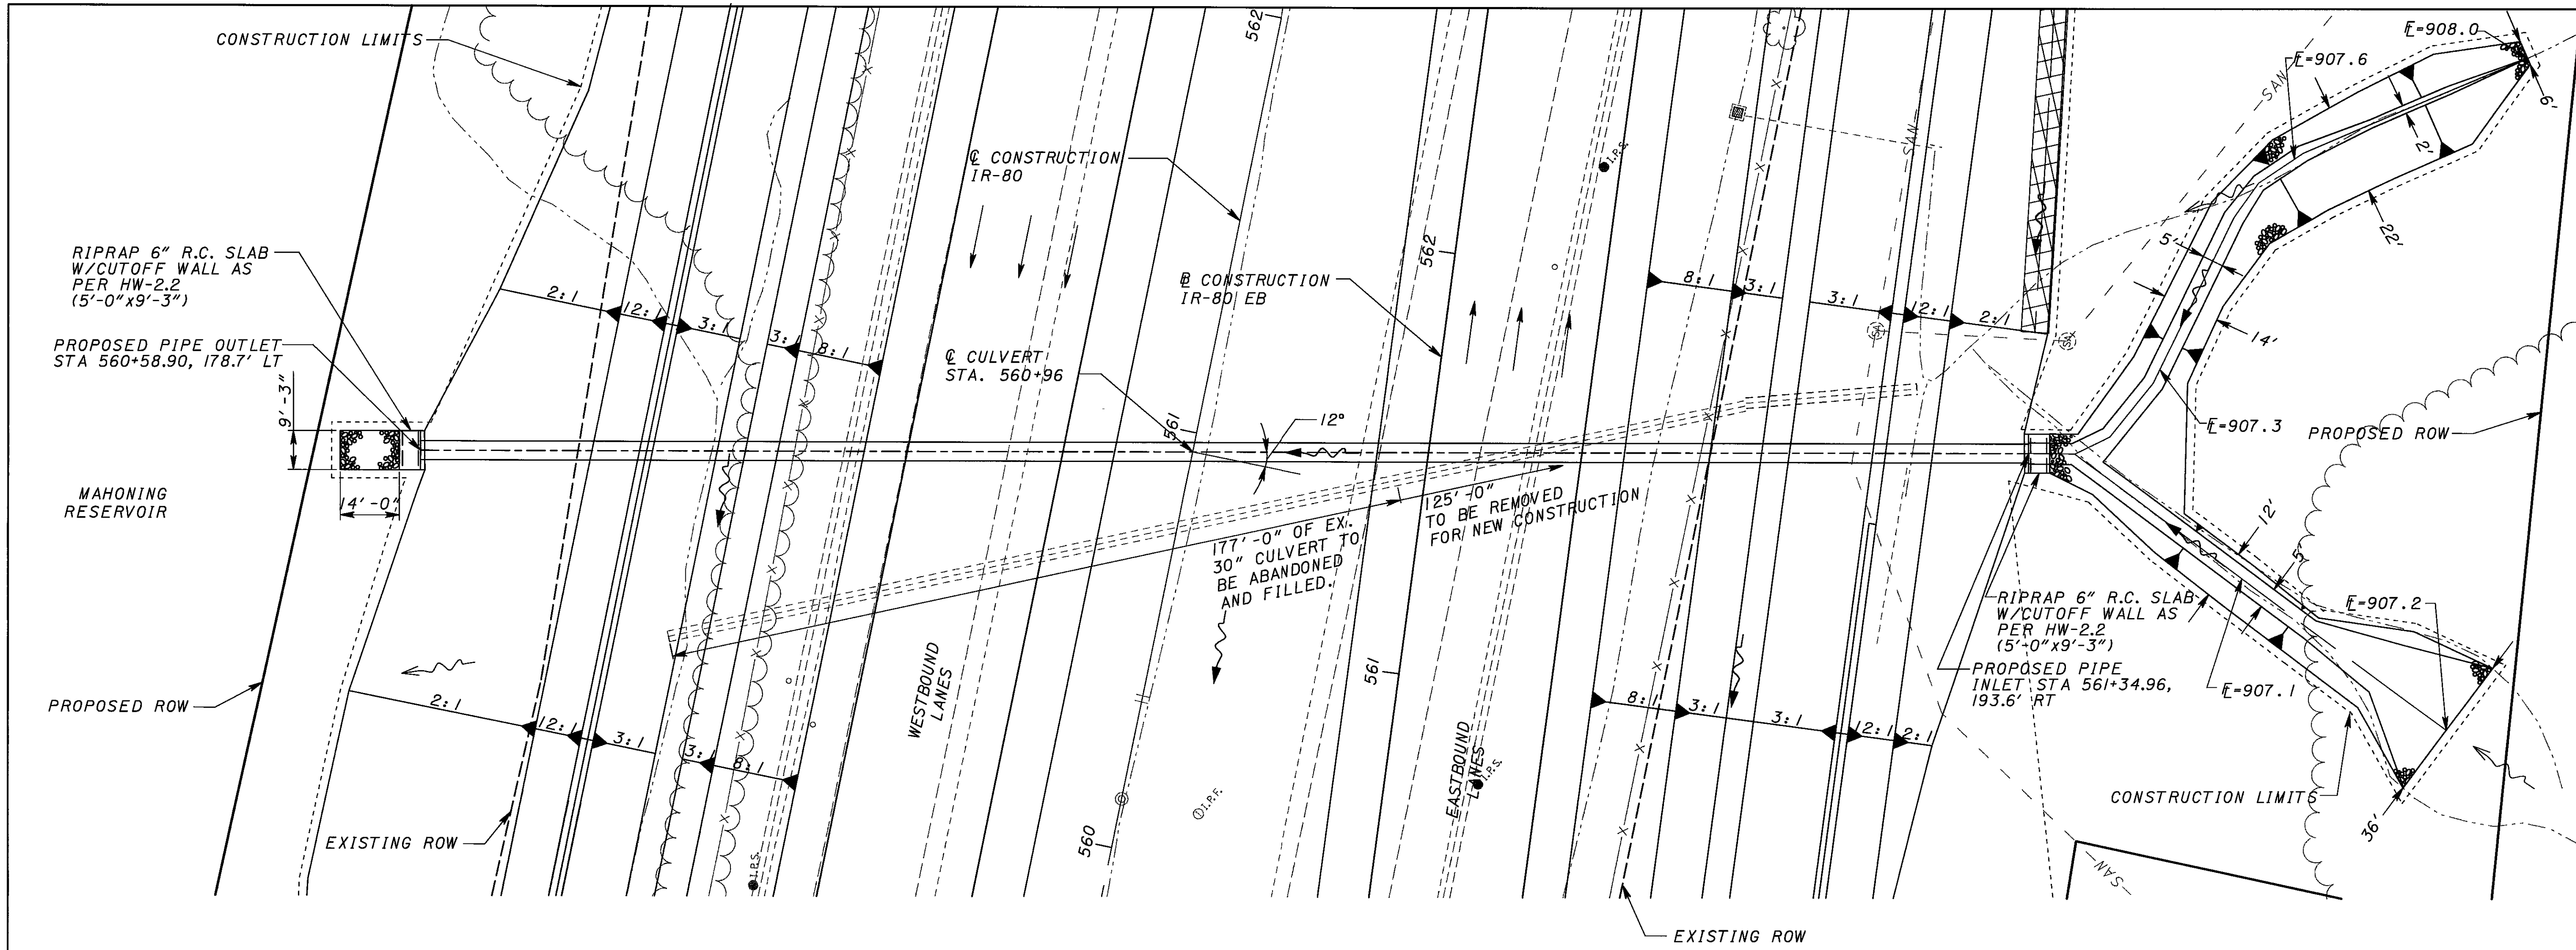 CONSTRUCTION LIMITS
RIPRAP 6" R.C. SLAB
W/CUTOFF WALL AS
PER HW-2.2
(5'-0"x9'-3")
PROPOSED PIPE OUTLET
STA 560+58.90, 178.7' LT
9'-3"
14'-0"
MAHONING
RESERVOIR
PROPOSED ROW
EXISTING ROW
2:1
12:1
3:1
3:1
8:1
2:1
12:1
3:1
3:1
8:1
I.P.S.
℄ CONSTRUCTION
IR-80
562
℄ CULVERT
STA. 560+96
561
12°
560
I.P.F.
WESTBOUND
LANES
177'-0" OF EX.
30" CULVERT TO
BE ABANDONED
AND FILLED.
125'-0"
TO BE REMOVED
FOR NEW CONSTRUCTION
B CONSTRUCTION
IR-80 EB
562
561
EASTBOUND
LANES
I.P.S.
I.P.S.
8:1
3:1
3:1
12:1
2:1
8:1
3:1
3:1
12:1
2:1
EXISTING ROW
SAN
SA
SA
-SAN
℄=908.0
℄=907.6
6'
2'
22'
5'
14'
℄=907.3
PROPOSED ROW
12'
5'
RIPRAP 6" R.C. SLAB
W/CUTOFF WALL AS
PER HW-2.2
(5'-0"x9'-3")
PROPOSED PIPE
INLET STA 561+34.96,
193.6' RT
℄=907.2
℄=907.1
CONSTRUCTION LIMITS
36'
-SAN-